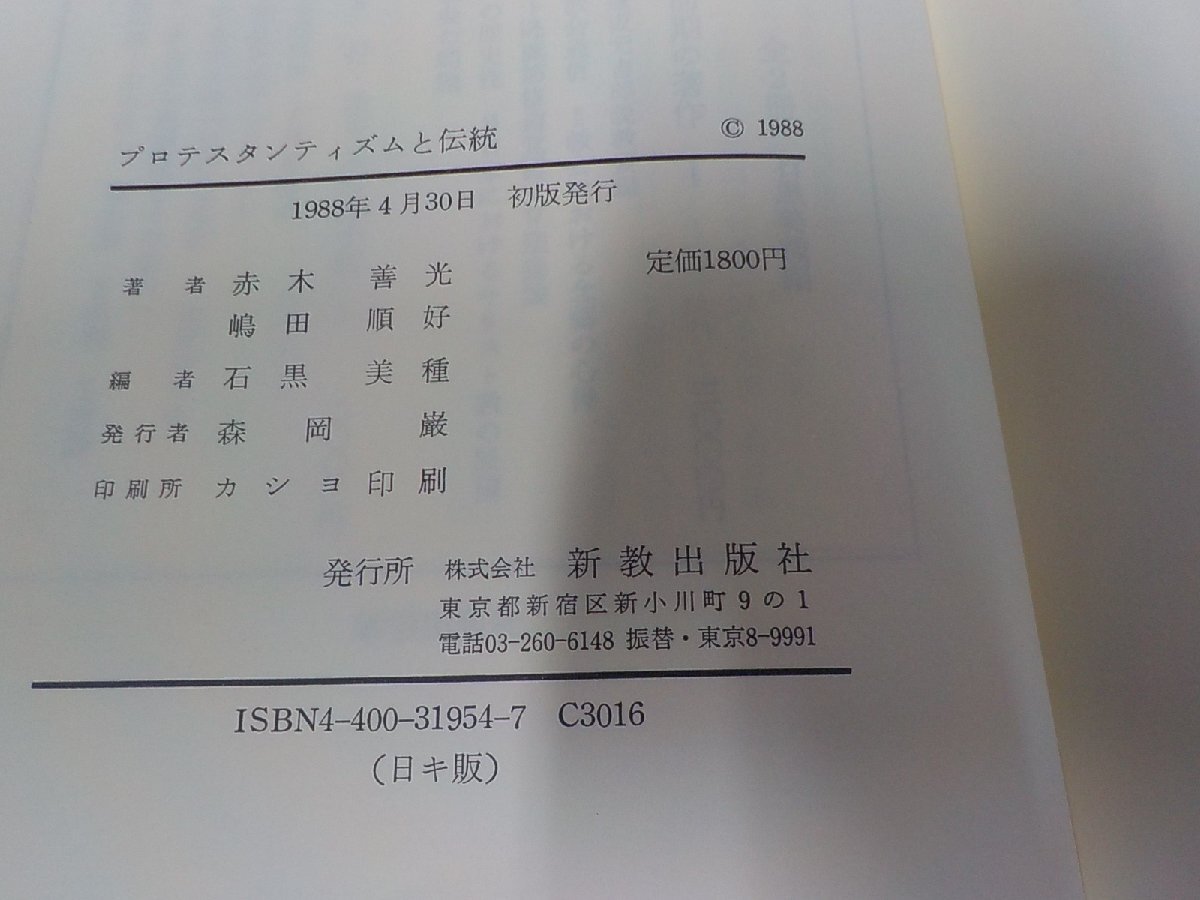 プロテスタンティズムと伝統 © 1988
1988年4月30日 初版発行
定価1800円
著者 赤木善光
嶋田順好
編者 石黒美種
発行者 森岡巌
印刷所 カシヨ印刷
発行所 株式会社 新教出版社
東京都新宿区新小川町9の1
電話03-260-6148 振替・東京8-9991
ISBN4-400-31954-7 C3016
(日キ販)